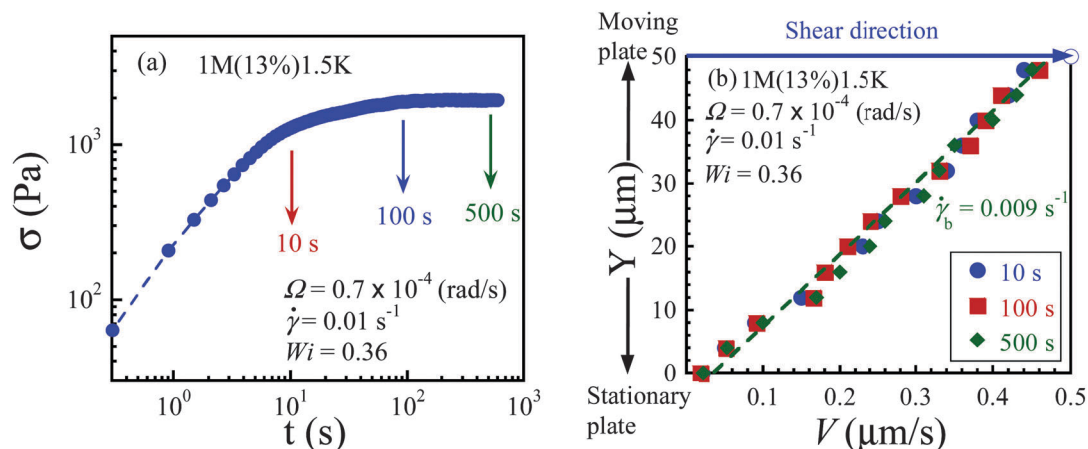 (a)
1M(13%)1.5K
10³
10²
σ (Pa)
10 s
100 s
500 s
Ω = 0.7 x 10⁻⁴ (rad/s)
γ̇ = 0.01 s⁻¹
Wi = 0.36
10⁰
10¹
10²
10³
t (s)
Moving
plate
Shear direction
(b) 1M(13%)1.5K
Ω = 0.7 x 10⁻⁴ (rad/s)
γ̇ = 0.01 s⁻¹
Wi = 0.36
γ̇b = 0.009 s⁻¹
10 s
100 s
500 s
50
40
30
20
10
0
Y (μm)
Stationary
plate
0.1
0.2
0.3
0.4
0.5
V (μm/s)